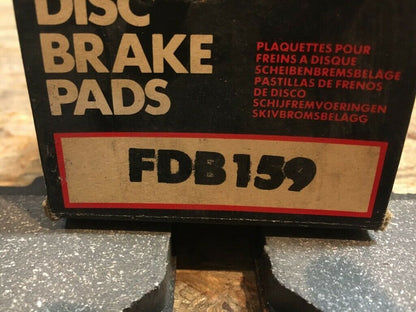 DISC
BRAKE
PADS
PLAQUETTES POUR
FREINS A DISQUE
SCHEIBENBREMSBELÄGE
PASTILLAS DE FRENOS
DE DISCO
SCHIJFREMVOERINGEN
SKIVBROMSBELÄGG
FDB159